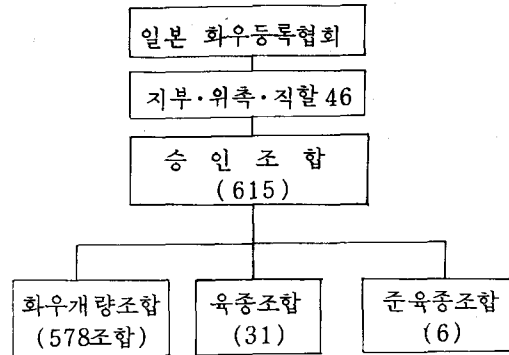 일본 화우등록협회
지부·위촉·직할 46
승 인 조 합
(615)
화우개량조합
(578조합)
육종조합
(31)
준육종조합
(6)